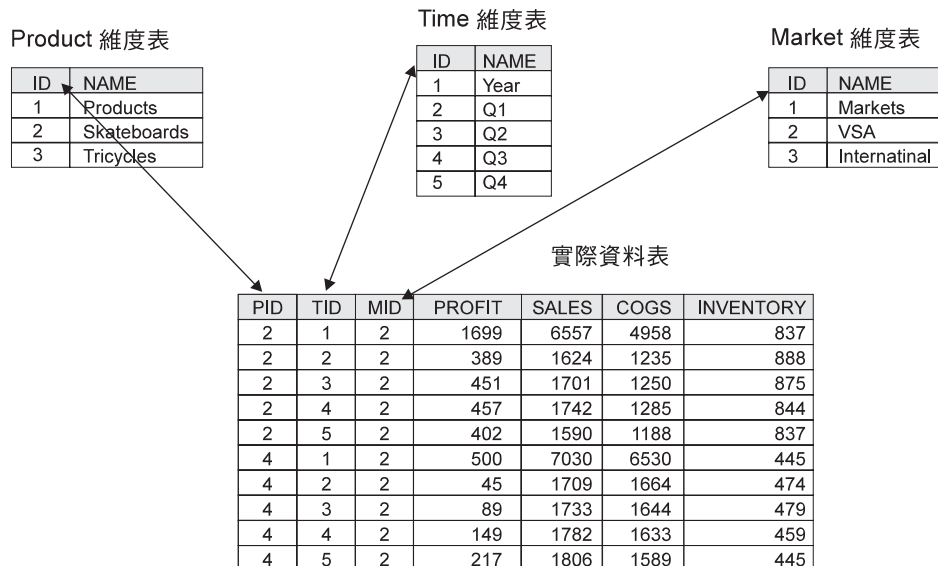 Product 維度表
ID NAME
1 Products
2 Skateboards
3 Tricycles
Time 維度表
ID NAME
1 Year
2 Q1
3 Q2
4 Q3
5 Q4
Market 維度表
ID NAME
1 Markets
2 VSA
3 Internatinal
實際資料表
PID TID MID PROFIT SALES COGS INVENTORY
2 1 2 1699 6557 4958 837
2 2 2 389 1624 1235 888
2 3 2 451 1701 1250 875
2 4 2 457 1742 1285 844
2 5 2 402 1590 1188 837
4 1 2 500 7030 6530 445
4 2 2 45 1709 1664 474
4 3 2 89 1733 1644 479
4 4 2 149 1782 1633 459
4 5 2 217 1806 1589 445